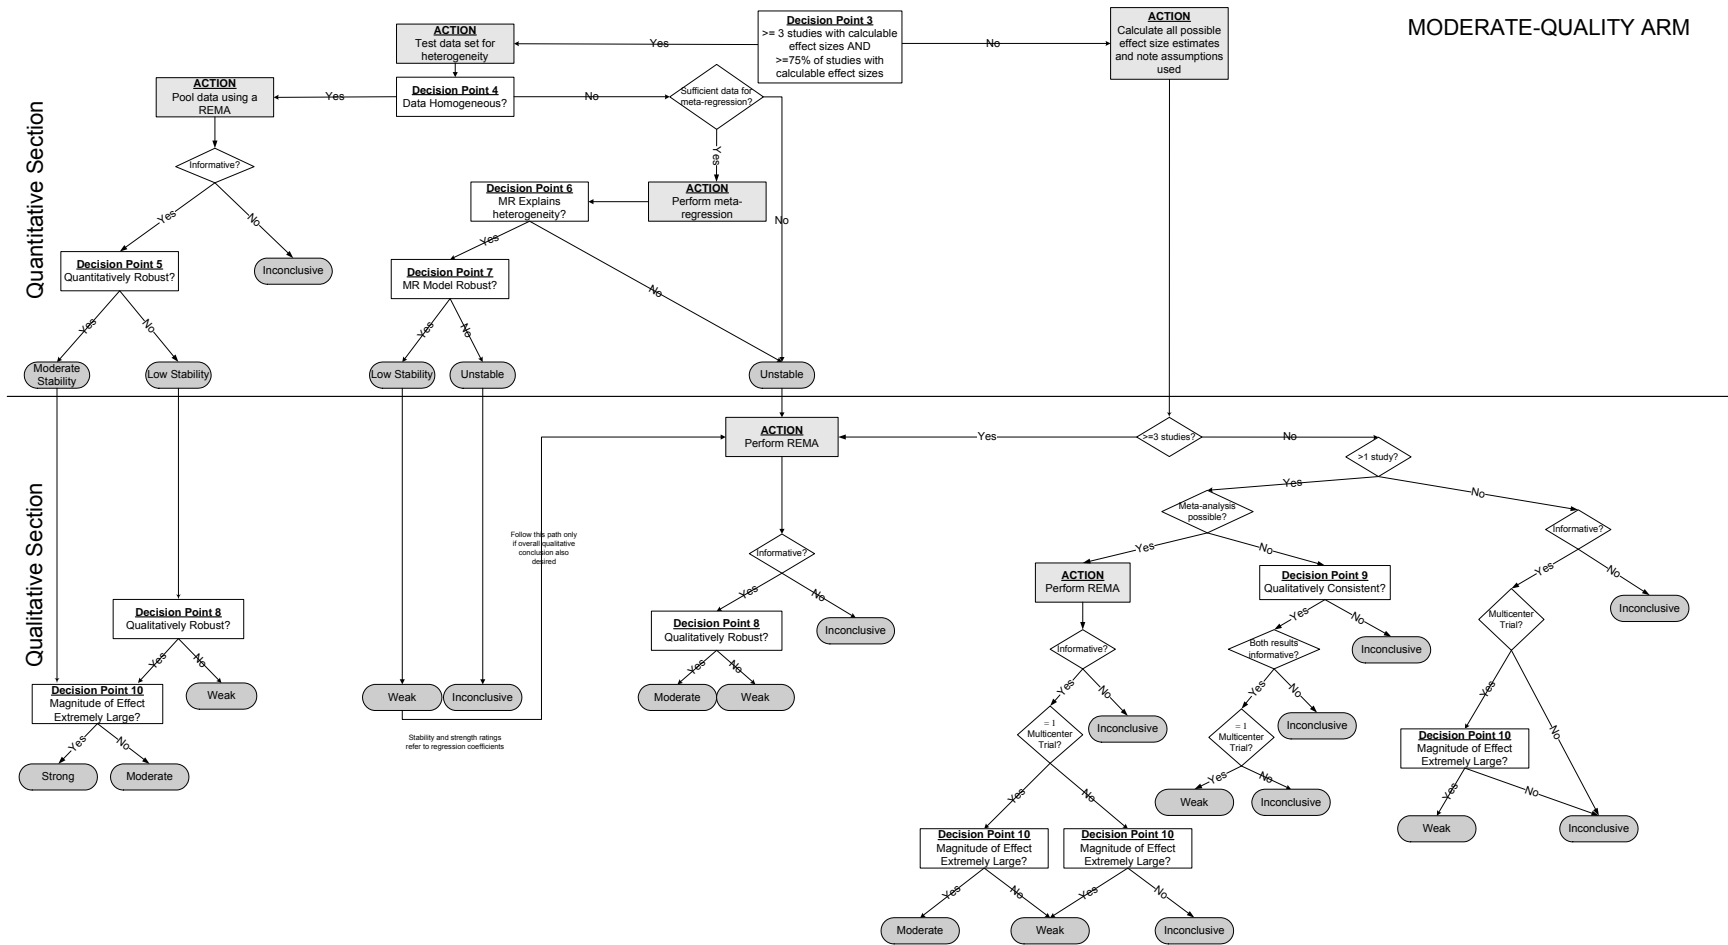 MODERATE-QUALITY ARM
Quantitative Section
Decision Point 3
>= 3 studies with calculable
effect sizes AND
>=75% of studies with
calculable effect sizes
Yes
No
ACTION
Test data set for
heterogeneity
ACTION
Calculate all possible
effect size estimates
and note assumptions
used
Decision Point 4
Data Homogeneous?
Yes
No
ACTION
Pool data using a
REMA
Sufficient data for
meta-regression?
Yes
No
Informative?
Yes
No
Inconclusive
ACTION
Perform meta-
regression
Decision Point 6
MR Explains
heterogeneity?
Yes
No
Decision Point 5
Quantitatively Robust?
Yes
No
Decision Point 7
MR Model Robust?
Yes
No
Moderate
Stability
Low Stability
Low Stability
Unstable
Unstable
Qualitative Section
ACTION
Perform REMA
Yes
>=3 studies?
No
>1 study?
Yes
No
Follow this path only
if overall qualitative
conclusion also
desired
Informative?
Yes
No
Inconclusive
Decision Point 8
Qualitatively Robust?
Yes
No
Moderate
Weak
Decision Point 8
Qualitatively Robust?
Yes
No
Weak
Decision Point 10
Magnitude of Effect
Extremely Large?
Yes
No
Strong
Moderate
Weak
Inconclusive
Stability and strength ratings
refer to regression coefficients
Meta-analysis
possible?
Yes
No
ACTION
Perform REMA
Informative?
Yes
No
Inconclusive
= 1
Multicenter
Trial?
Yes
No
Decision Point 10
Magnitude of Effect
Extremely Large?
Yes
No
Decision Point 10
Magnitude of Effect
Extremely Large?
Yes
No
Moderate
Weak
Inconclusive
Decision Point 9
Qualitatively Consistent?
Yes
No
Inconclusive
Both results
informative?
Yes
No
Inconclusive
= 1
Multicenter
Trial?
Yes
No
Weak
Inconclusive
Informative?
Yes
No
Inconclusive
Multicenter
Trial?
Yes
No
Decision Point 10
Magnitude of Effect
Extremely Large?
Yes
No
Weak
Inconclusive